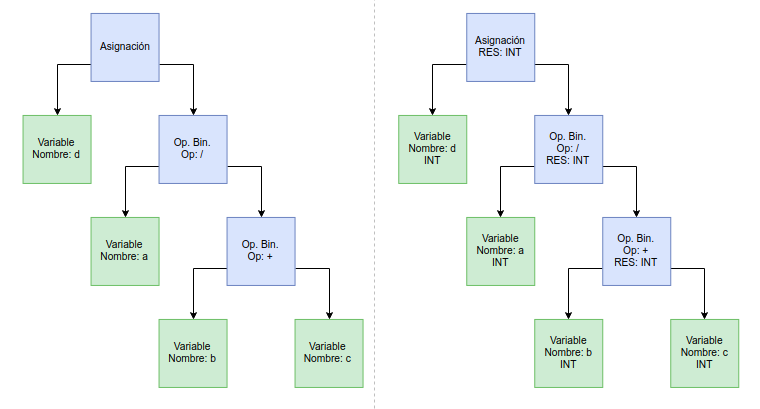 Asignación
Variable
Nombre: d
Op. Bin.
Op: /
Variable
Nombre: a
Op. Bin.
Op: +
Variable
Nombre: b
Variable
Nombre: c
Asignación
RES: INT
Variable
Nombre: d
INT
Op. Bin.
Op: /
RES: INT
Variable
Nombre: a
INT
Op. Bin.
Op: +
RES: INT
Variable
Nombre: b
INT
Variable
Nombre: c
INT